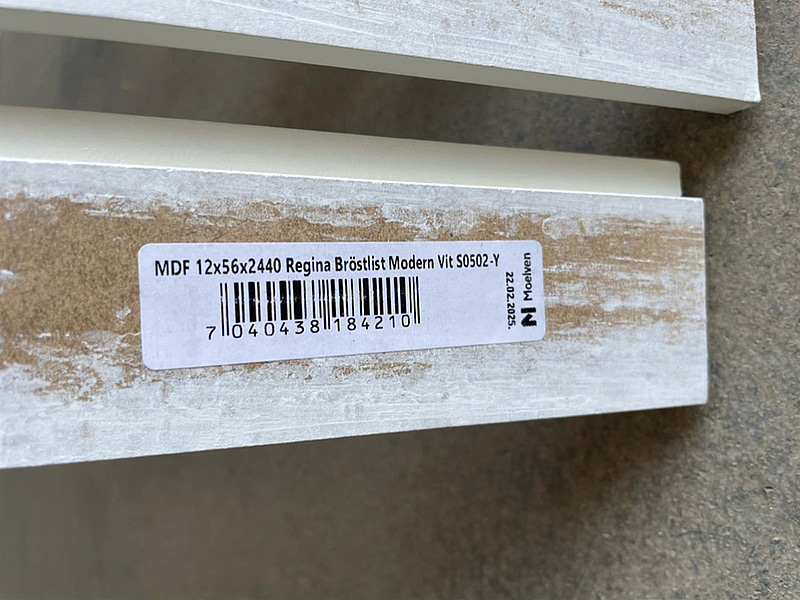 MDF 12x56x2440 Regina Bröstlist Modern Vit S0502-Y
7 040438 184210
Moelven
22.02.2025.